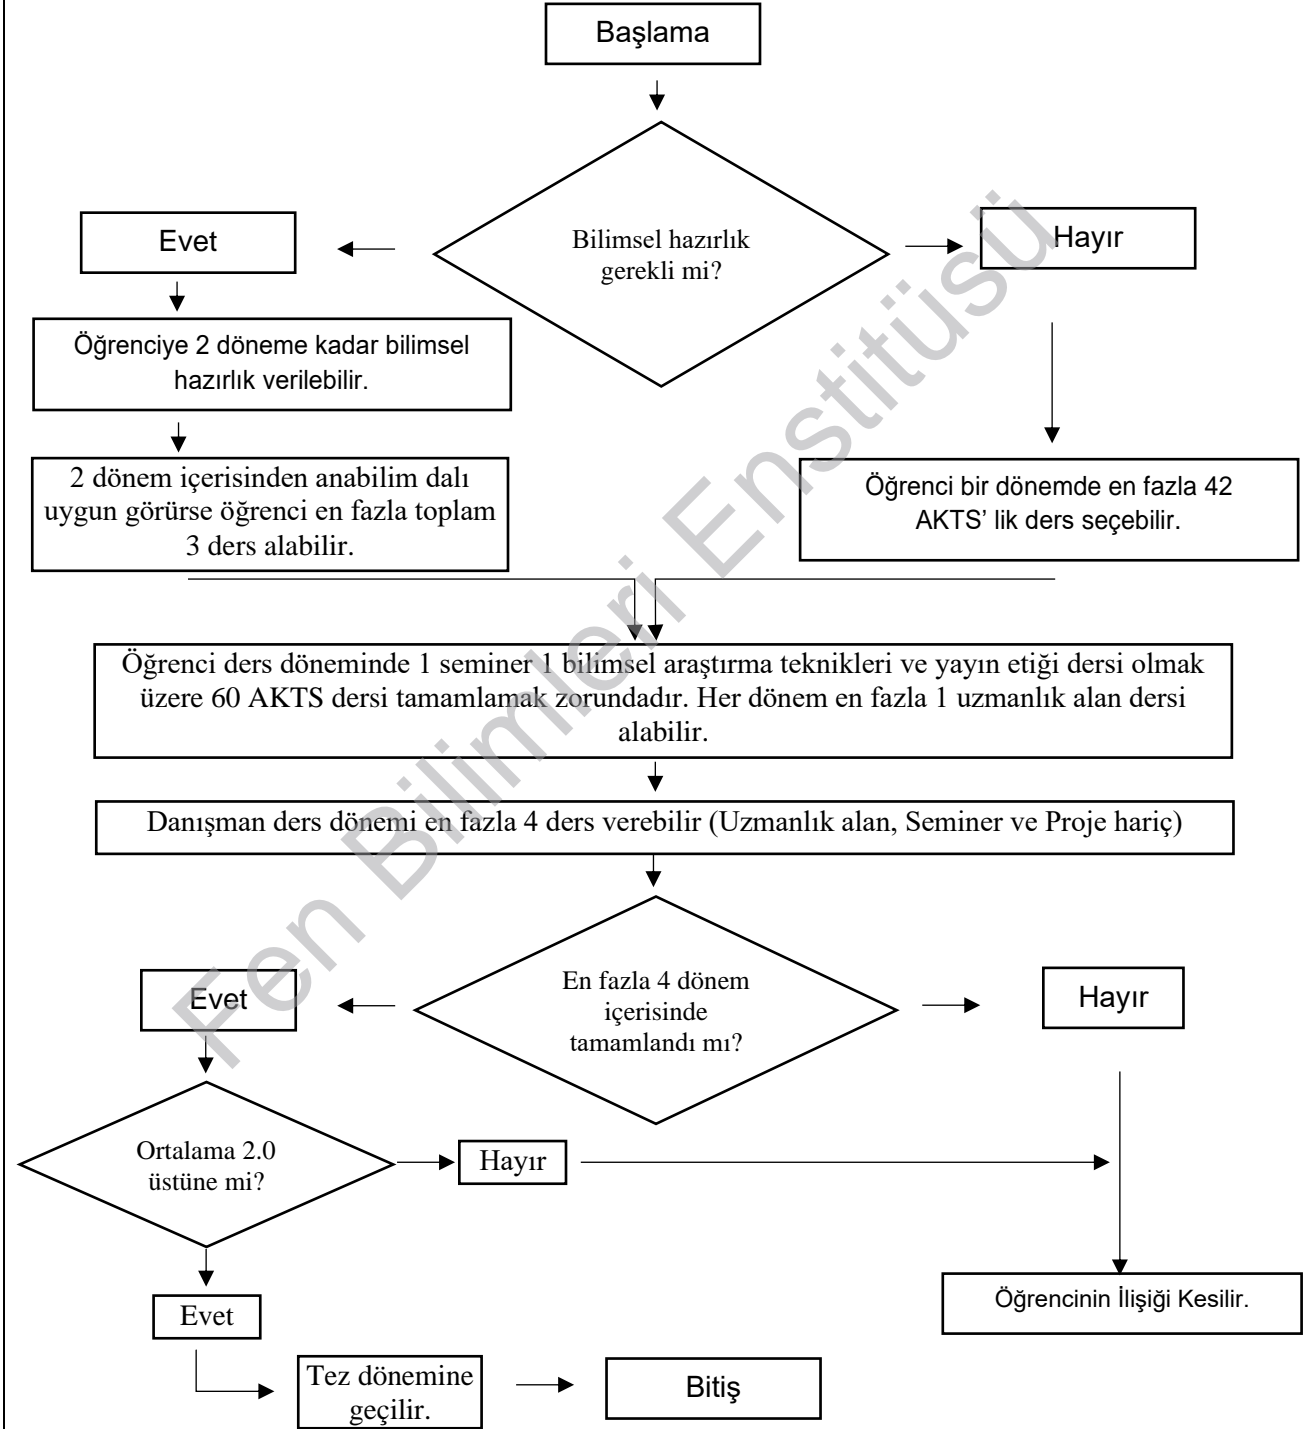 Başlama
Bilimsel hazırlık
gerekli mi?
Evet
Hayır
Öğrenciye 2 döneme kadar bilimsel
hazırlık verilebilir.
2 dönem içerisinden anabilim dalı
uygun görürse öğrenci en fazla toplam
3 ders alabilir.
Öğrenci bir dönemde en fazla 42
AKTS’ lik ders seçebilir.
Öğrenci ders döneminde 1 seminer 1 bilimsel araştırma teknikleri ve yayın etiği dersi olmak
üzere 60 AKTS dersi tamamlamak zorundadır. Her dönem en fazla 1 uzmanlık alan dersi
alabilir.
Danışman ders dönemi en fazla 4 ders verebilir (Uzmanlık alan, Seminer ve Proje hariç)
En fazla 4 dönem
içerisinde
tamamlandı mı?
Evet
Hayır
Ortalama 2.0
üstüne mi?
Hayır
Evet
Öğrencinin İlişiği Kesilir.
Tez dönemine
geçilir.
Bitiş
Fen Bilimleri Enstitüsü